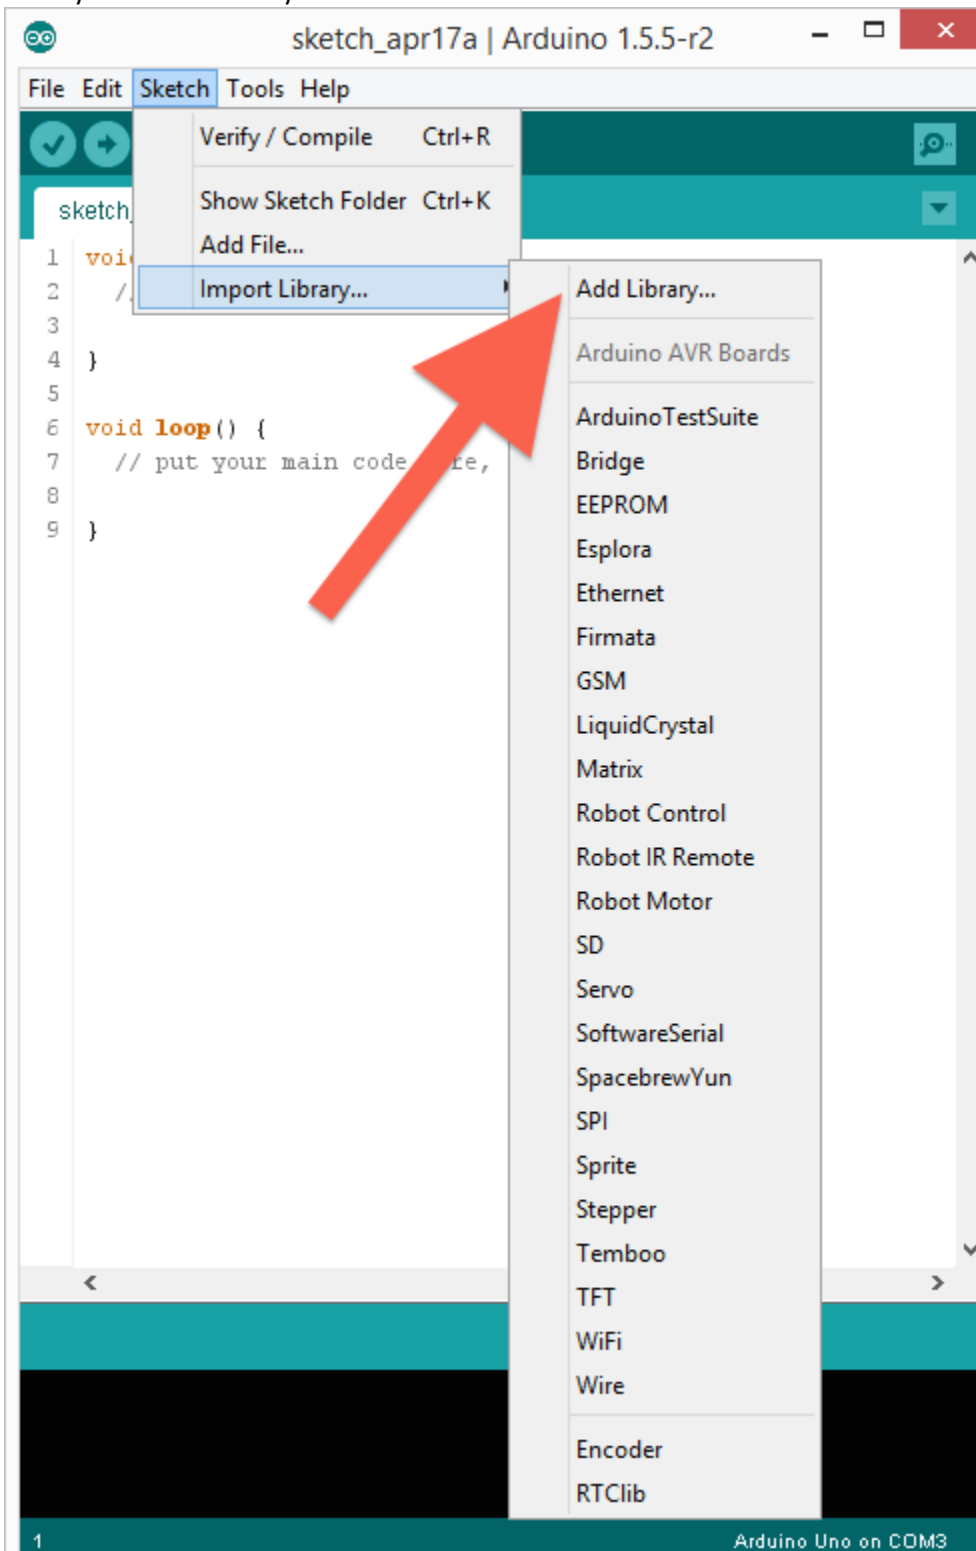 sketch_apr17a | Arduino 1.5.5-r2
File Edit Sketch Tools Help
Verify / Compile Ctrl+R
Show Sketch Folder Ctrl+K
Add File...
Import Library...
sketch_
1 voi
2 //
3
4 }
5
6 void loop() {
7 // put your main code re,
8
9 }
Add Library...
Arduino AVR Boards
ArduinoTestSuite
Bridge
EEPROM
Esplora
Ethernet
Firmata
GSM
LiquidCrystal
Matrix
Robot Control
Robot IR Remote
Robot Motor
SD
Servo
SoftwareSerial
SpacebrewYun
SPI
Sprite
Stepper
Temboo
TFT
WiFi
Wire
Encoder
RTClib
1 Arduino Uno on COM3